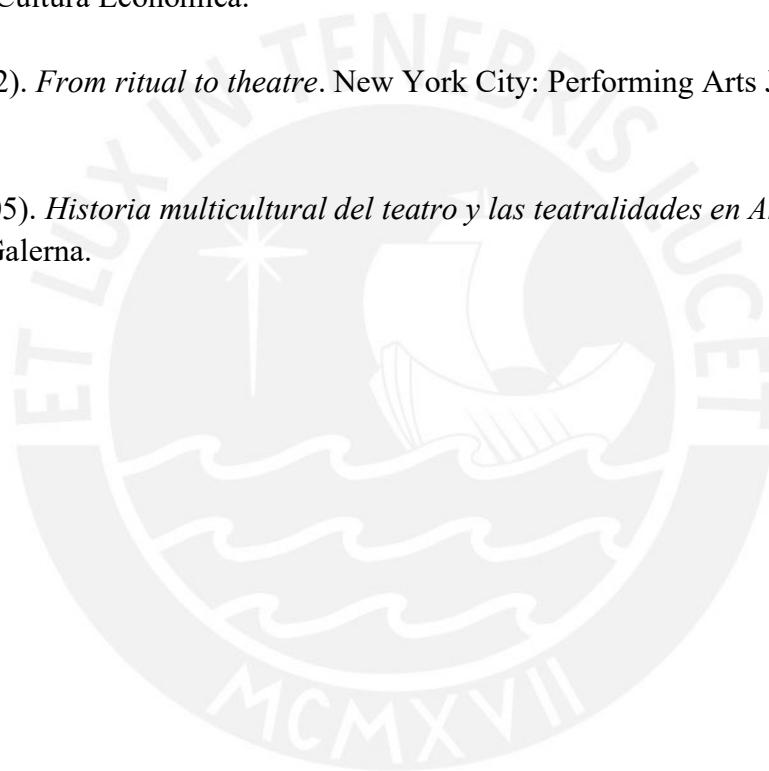 Cultura Económica.
2). From ritual to theatre. New York City: Performing Arts J
05). Historia multicultural del teatro y las teatralidades en A
Galerna.
ET LUX IN TENEBRIS LUCET
MCMXVII